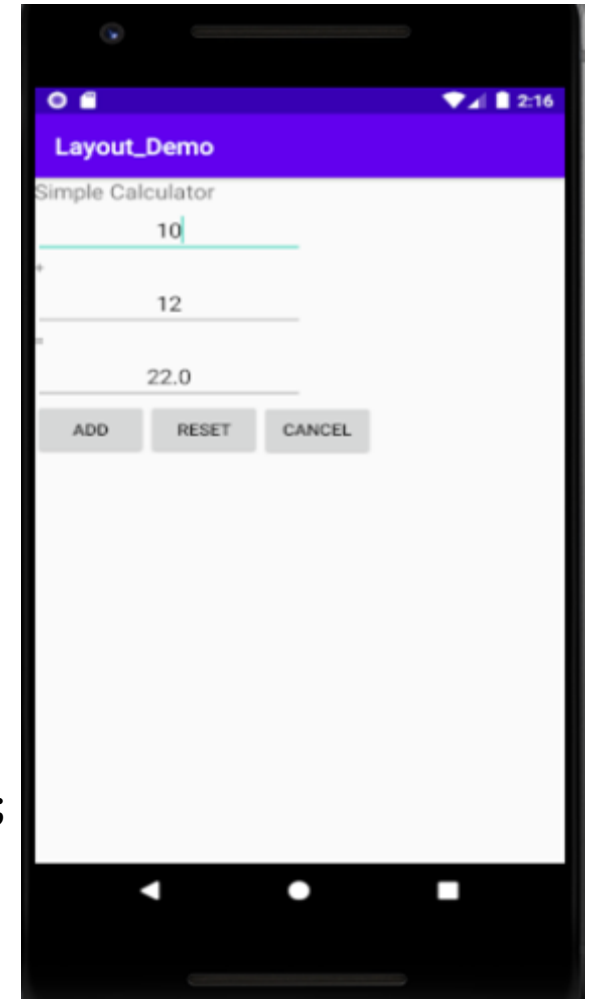 2:16
Layout_Demo
Simple Calculator
10
+
12
=
22.0
ADD RESET CANCEL
;